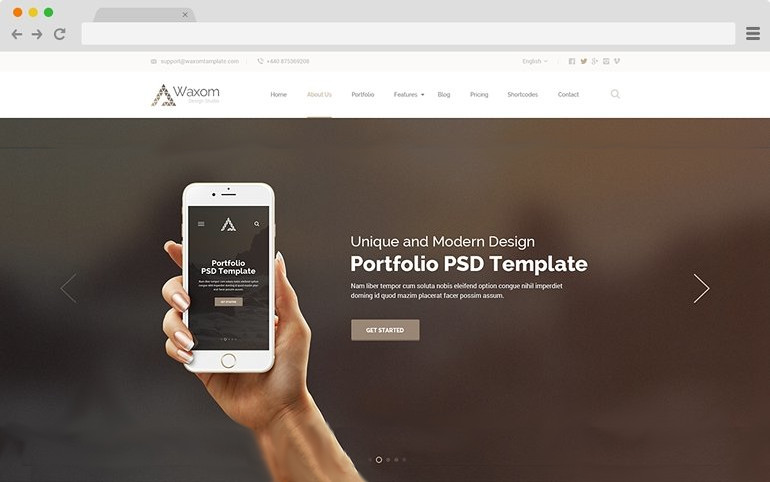 support@waxomtemplate.com
+440 875369208
English
Waxom
Design Studio
Home
About Us
Portfolio
Features
Blog
Pricing
Shortcodes
Contact
Portfolio
PSD Template
GET STARTED
Unique and Modern Design
Portfolio PSD Template
Nam liber tempor cum soluta nobis eleifend option congue nihil imperdiet
doming id quod mazim placerat facer possim assum.
GET STARTED